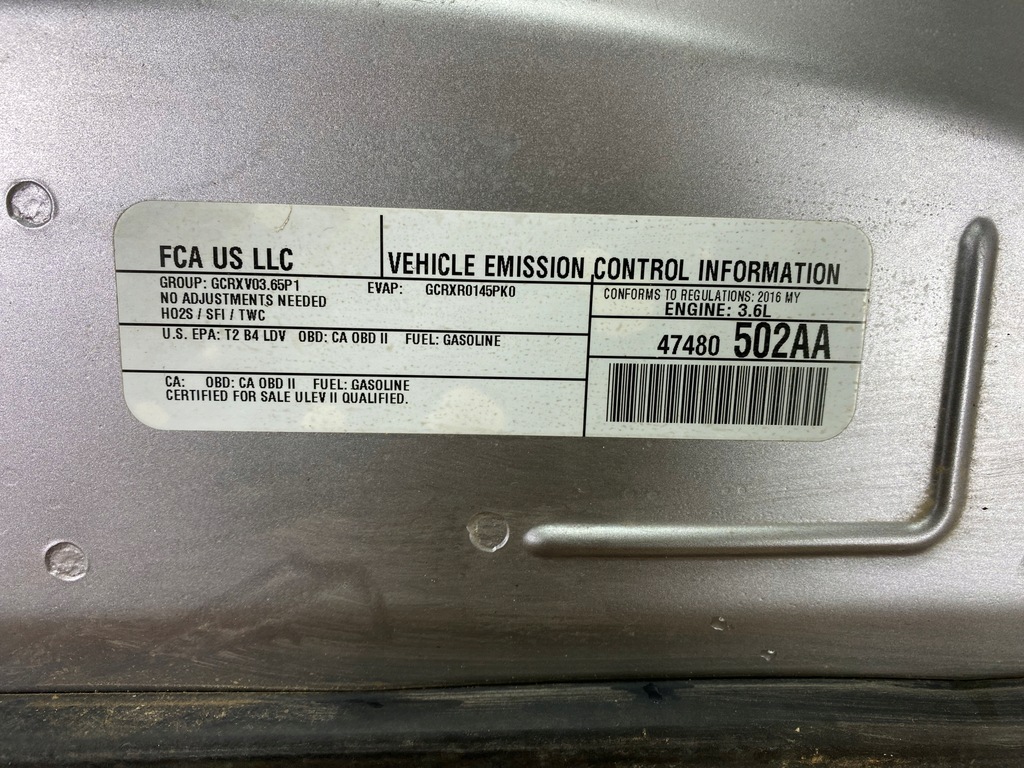 FCA US LLC
VEHICLE EMISSION CONTROL INFORMATION
GROUP: GCRXV03.65P1 EVAP: GCRXR0145PK0
NO ADJUSTMENTS NEEDED
HO2S / SFI / TWC
CONFORMS TO REGULATIONS: 2016 MY
ENGINE: 3.6L
U.S. EPA: T2 B4 LDV OBD: CA OBD II FUEL: GASOLINE
47480 502AA
CA: OBD: CA OBD II FUEL: GASOLINE
CERTIFIED FOR SALE ULEV II QUALIFIED.